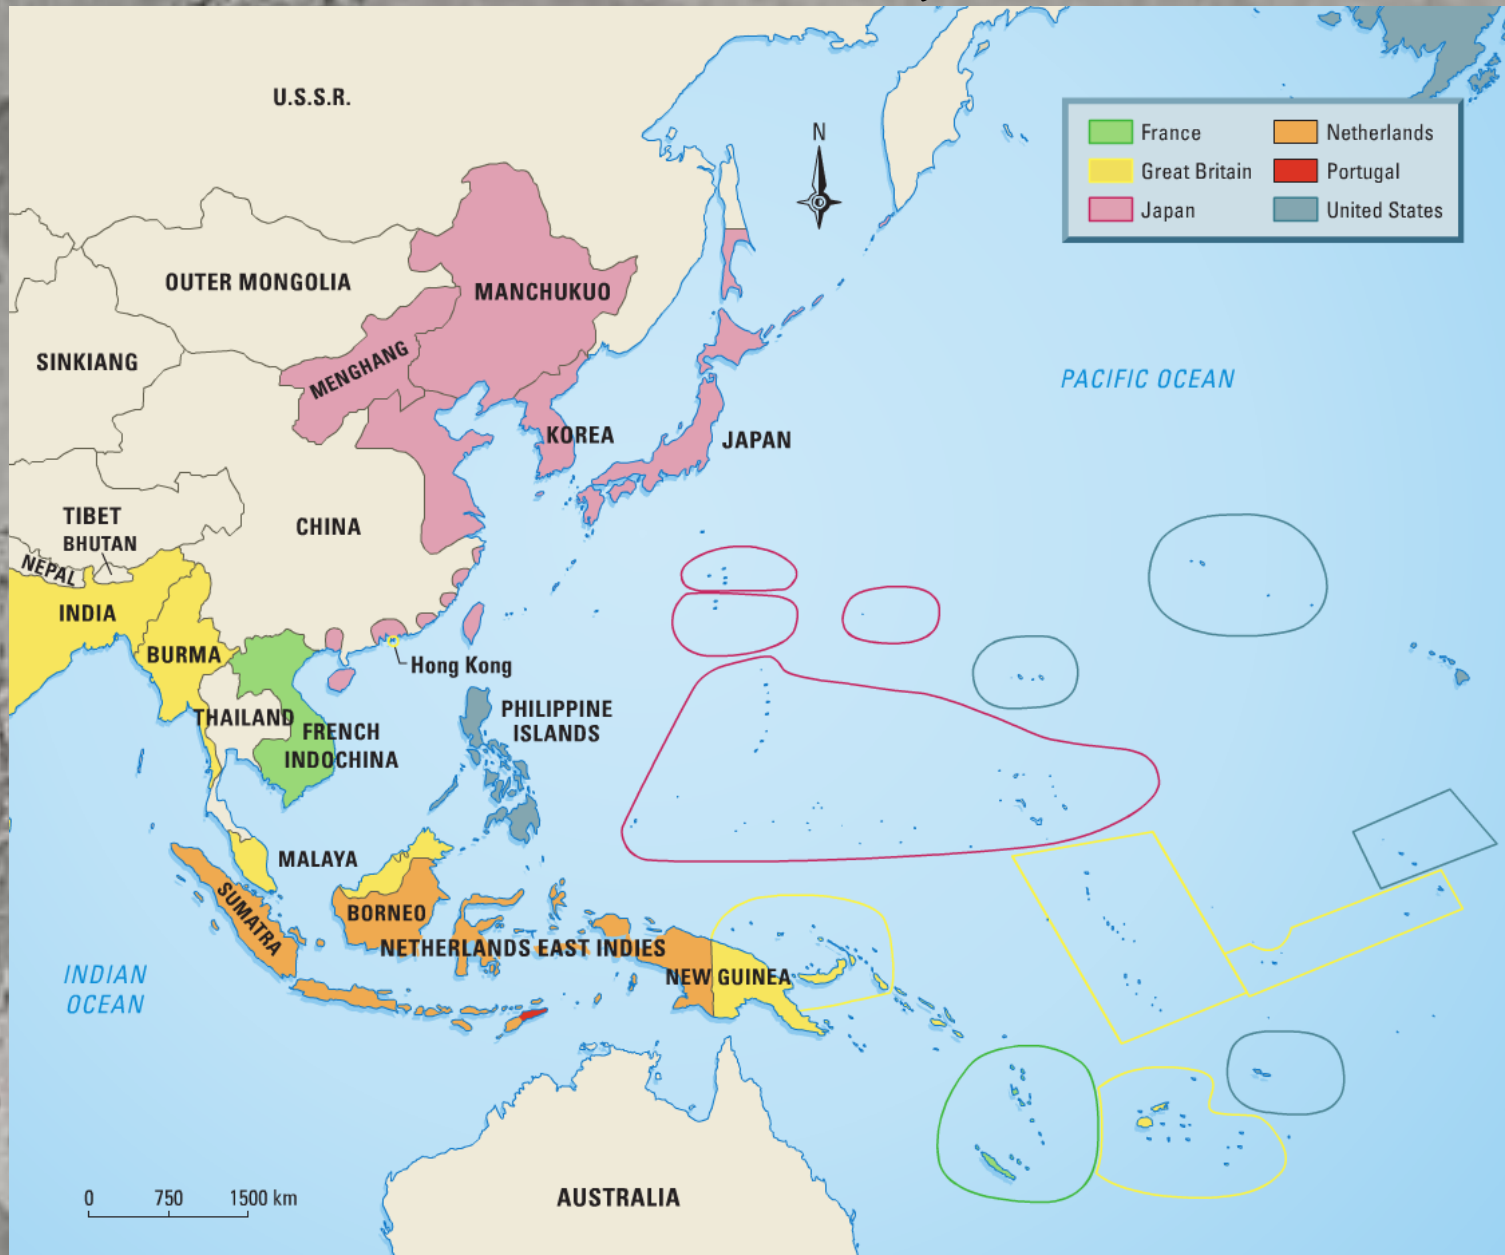 U.S.S.R.
N
France
Netherlands
Great Britain
Portugal
Japan
United States
OUTER MONGOLIA
MANCHUKUO
SINKIANG
MENGHANG
PACIFIC OCEAN
KOREA
JAPAN
TIBET
BHUTAN
CHINA
NEPAL
INDIA
BURMA
Hong Kong
THAILAND
FRENCH
INDOCHINA
PHILIPPINE
ISLANDS
MALAYA
SUMATRA
BORNEO
NETHERLANDS EAST INDIES
NEW GUINEA
INDIAN
OCEAN
0 750 1500 km
AUSTRALIA